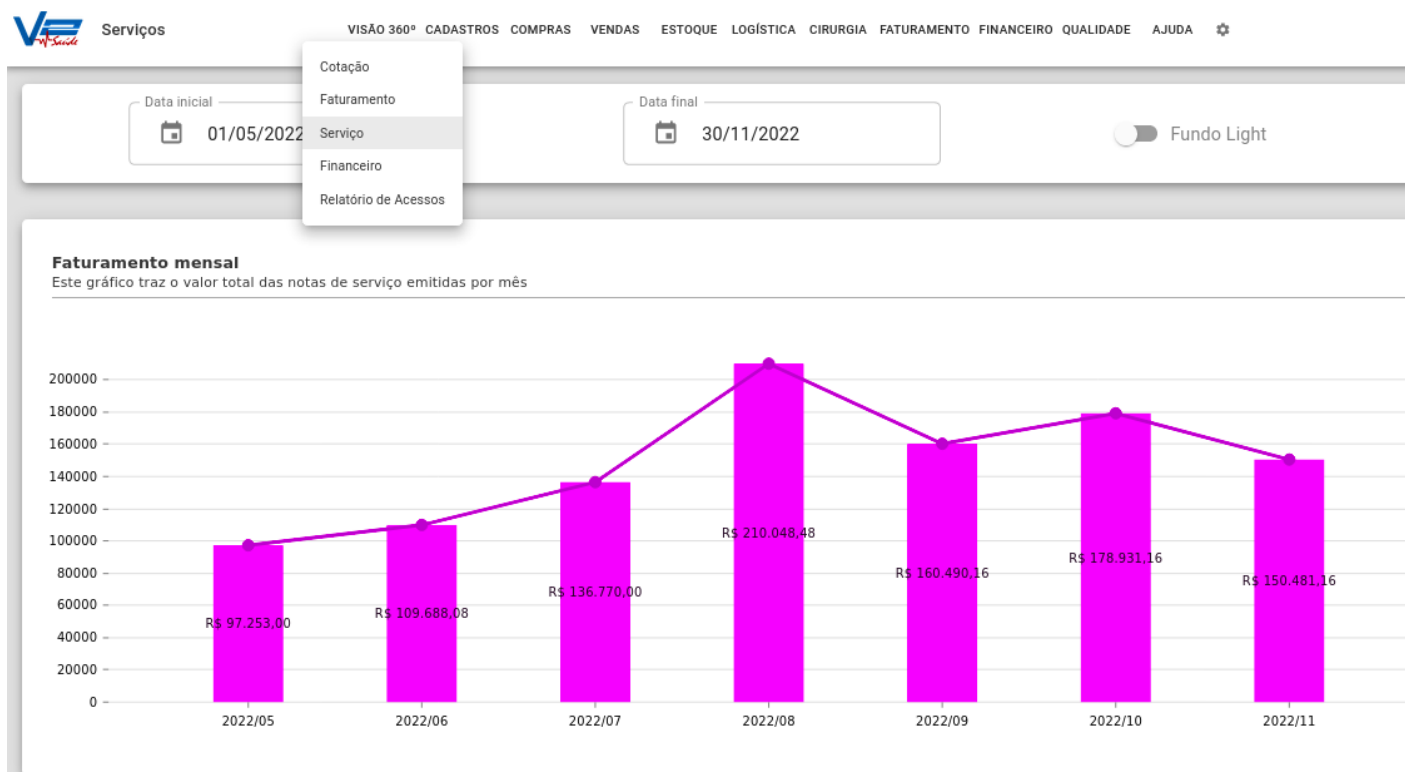 VP Saúde
Serviços
VISÃO 360º CADASTROS COMPRAS VENDAS ESTOQUE LOGÍSTICA CIRURGIA FATURAMENTO FINANCEIRO QUALIDADE AJUDA
Cotação
Faturamento
Serviço
Financeiro
Relatório de Acessos
Data inicial
01/05/2022
Data final
30/11/2022
Fundo Light
Faturamento mensal
Este gráfico traz o valor total das notas de serviço emitidas por mês
200000
180000
160000
140000
120000
100000
80000
60000
40000
20000
0
R$ 97.253,00
R$ 109.688,08
R$ 136.770,00
R$ 210.048,48
R$ 160.490,16
R$ 178.931,16
R$ 150.481,16
2022/05 2022/06 2022/07 2022/08 2022/09 2022/10 2022/11